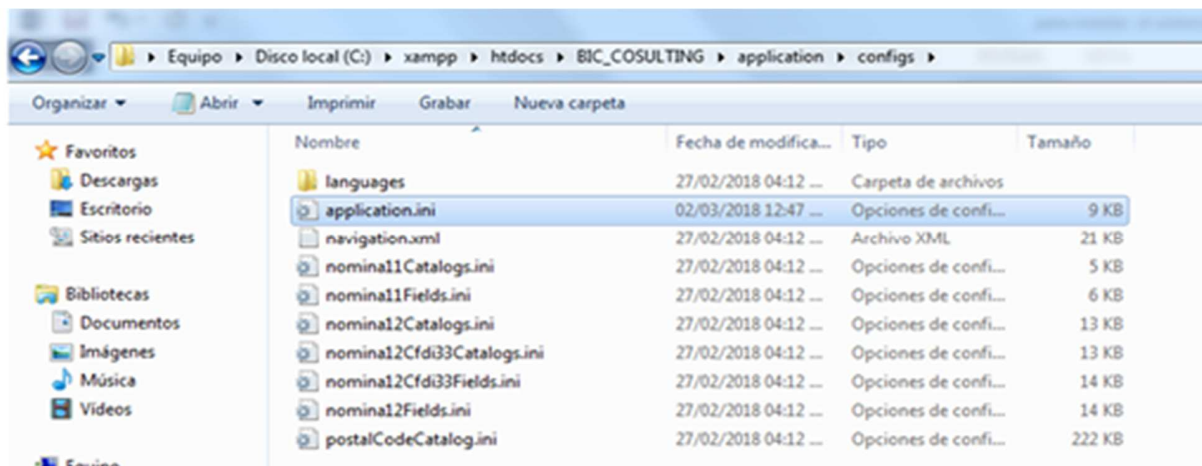 Equipo ▸ Disco local (C:) ▸ xampp ▸ htdocs ▸ BIC_COSULTING ▸ application ▸ configs ▸
Organizar Abrir Imprimir Grabar Nueva carpeta
Favoritos
Descargas
Escritorio
Sitios recientes
Bibliotecas
Documentos
Imágenes
Música
Vídeos
Equipo
Nombre Fecha de modifica... Tipo Tamaño
languages 27/02/2018 04:12 ... Carpeta de archivos
application.ini 02/03/2018 12:47 ... Opciones de confi... 9 KB
navigation.xml 27/02/2018 04:12 ... Archivo XML 21 KB
nomina11Catalogs.ini 27/02/2018 04:12 ... Opciones de confi... 5 KB
nomina11Fields.ini 27/02/2018 04:12 ... Opciones de confi... 6 KB
nomina12Catalogs.ini 27/02/2018 04:12 ... Opciones de confi... 13 KB
nomina12Cfdi33Catalogs.ini 27/02/2018 04:12 ... Opciones de confi... 13 KB
nomina12Cfdi33Fields.ini 27/02/2018 04:12 ... Opciones de confi... 14 KB
nomina12Fields.ini 27/02/2018 04:12 ... Opciones de confi... 14 KB
postalCodeCatalog.ini 27/02/2018 04:12 ... Opciones de confi... 222 KB